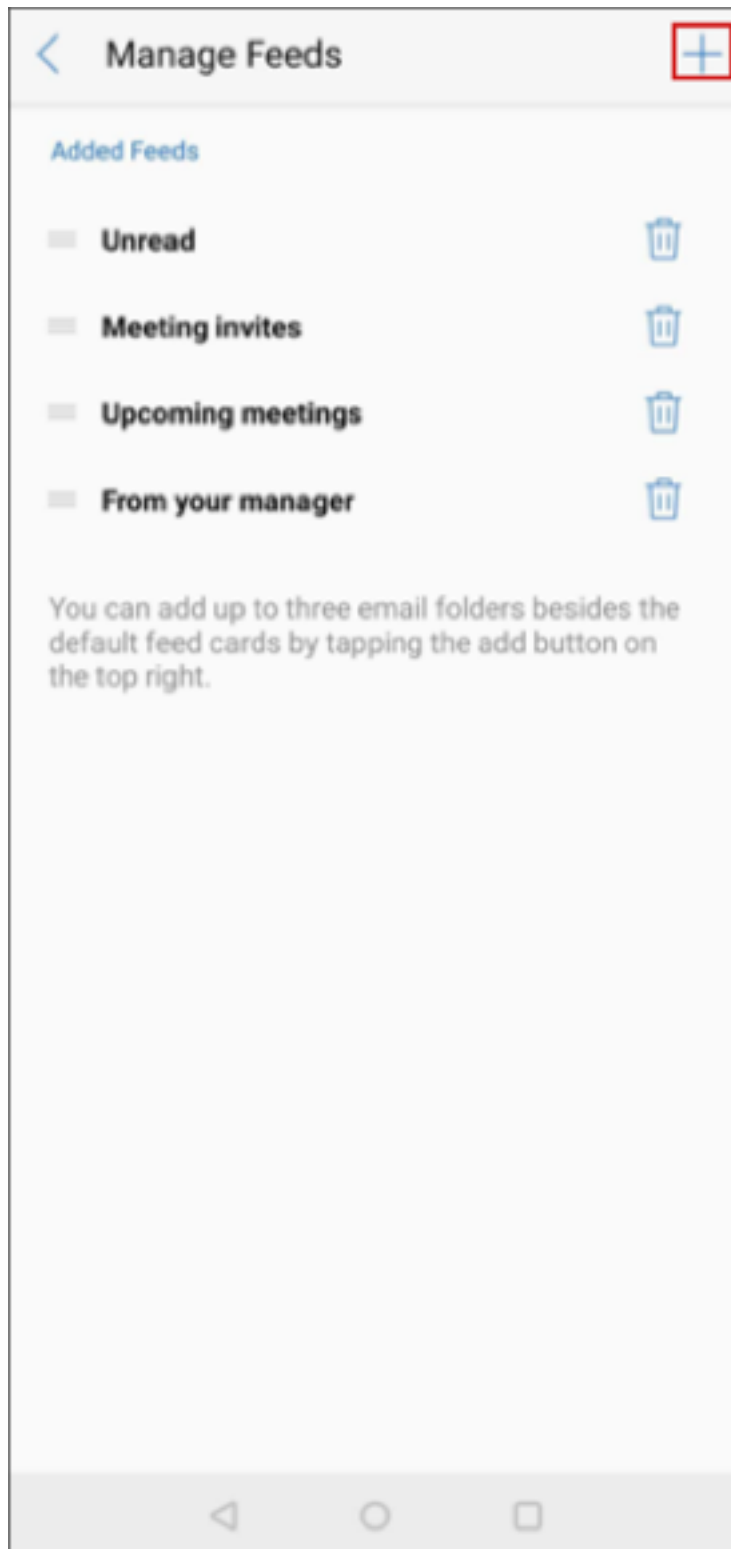 Manage Feeds
Added Feeds
Unread
Meeting invites
Upcoming meetings
From your manager
You can add up to three email folders besides the
default feed cards by tapping the add button on
the top right.